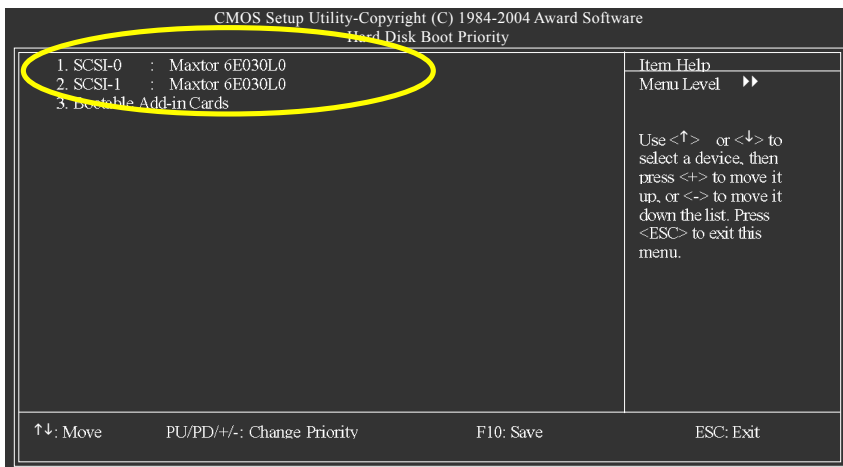 CMOS Setup Utility-Copyright (C) 1984-2004 Award Software
Hard Disk Boot Priority
1. SCSI-0 : Maxtor 6E030L0
2. SCSI-1 : Maxtor 6E030L0
3. Bootable Add-in Cards
Item Help
Menu Level ▶▶
Use <↑> or <↓> to
select a device, then
press <+> to move it
up, or <-> to move it
down the list. Press
<ESC> to exit this
menu.
↑↓: Move PU/PD/+/-: Change Priority F10: Save ESC: Exit